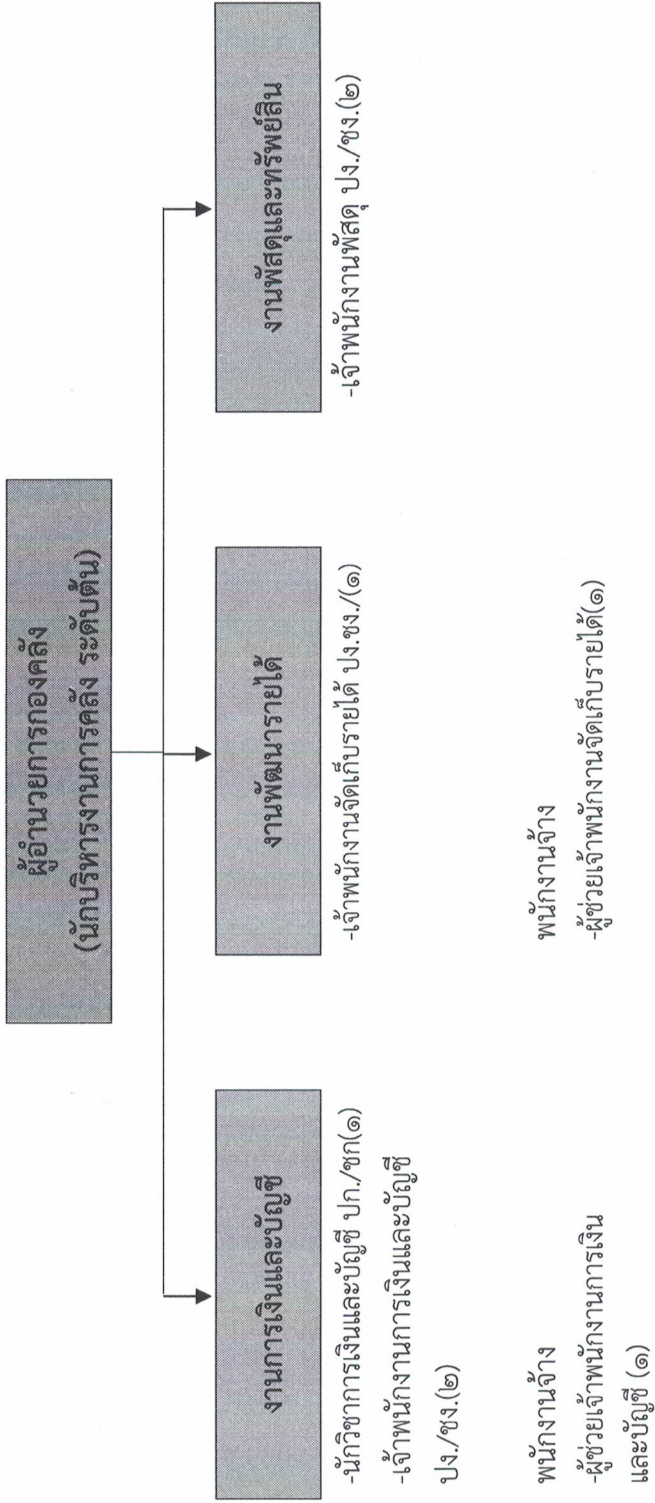 ผู้อำนวยการกองคลัง
(นักบริหารงานการคลัง ระดับต้น)
งานการเงินและบัญชี
-นักวิชาการเงินและบัญชี ปก./ชก(๑)
-เจ้าพนักงานการเงินและบัญชี
ปง./ชง.(๒)
พนักงานจ้าง
-ผู้ช่วยเจ้าพนักงานการเงิน
และบัญชี (๑)
งานพัฒนารายได้
-เจ้าพนักงานจัดเก็บรายได้ ปง.ชง./(๑)
พนักงานจ้าง
-ผู้ช่วยเจ้าพนักงานจัดเก็บรายได้(๑)
งานพัสดุและทรัพย์สิน
-เจ้าพนักงานพัสดุ ปง./ชง.(๒)